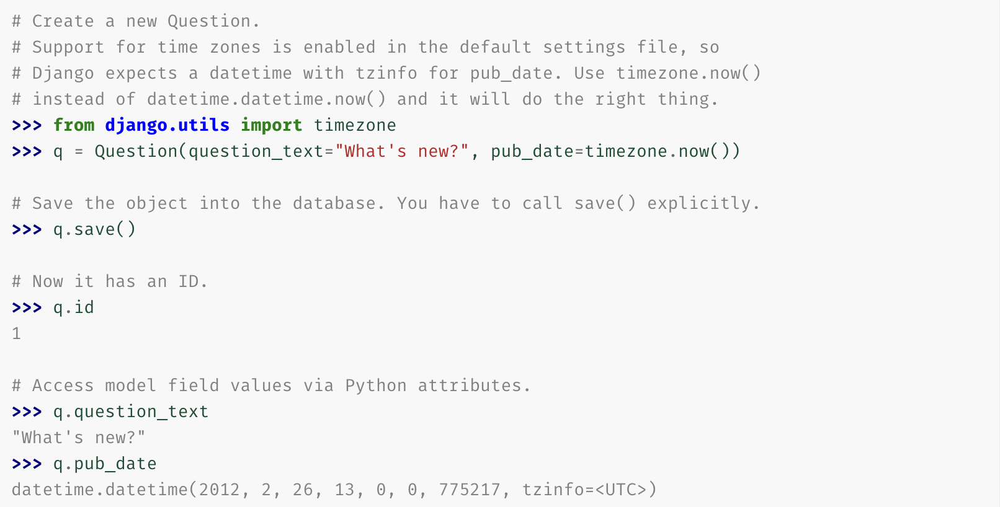 # Create a new Question.
# Support for time zones is enabled in the default settings file, so
# Django expects a datetime with tzinfo for pub_date. Use timezone.now()
# instead of datetime.datetime.now() and it will do the right thing.
>>> from django.utils import timezone
>>> q = Question(question_text="What's new?", pub_date=timezone.now())

# Save the object into the database. You have to call save() explicitly.
>>> q.save()

# Now it has an ID.
>>> q.id
1

# Access model field values via Python attributes.
>>> q.question_text
"What's new?"
>>> q.pub_date
datetime.datetime(2012, 2, 26, 13, 0, 0, 775217, tzinfo=<UTC>)